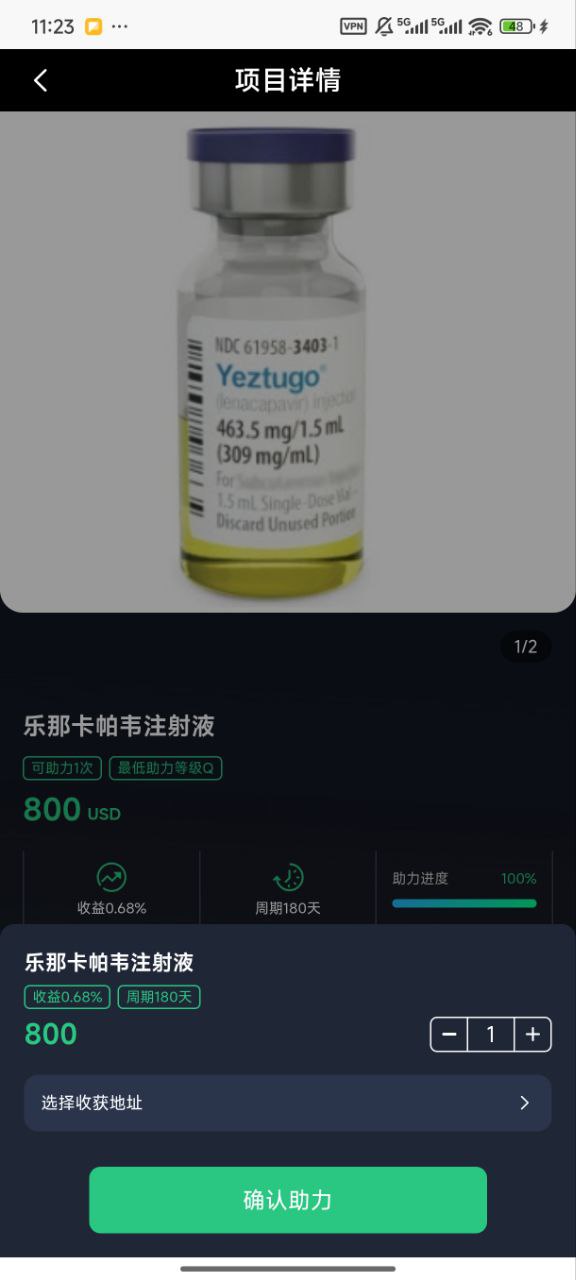 11:23
VPN 5G 5G 6 48
项目详情
NDC 61958-3403-1
Yeztugo®
(lenacapavir) injection
463.5 mg/1.5 mL
(309 mg/mL)
For Subcutaneous
1.5 mL Single-Dose Vial
Discard Unused Portion
1/2
乐那卡帕韦注射液
可助力1次 最低助力等级Q
800 USD
收益0.68% 周期180天 助力进度 100%
乐那卡帕韦注射液
收益0.68% 周期180天
800 − 1 +
选择收获地址
确认助力